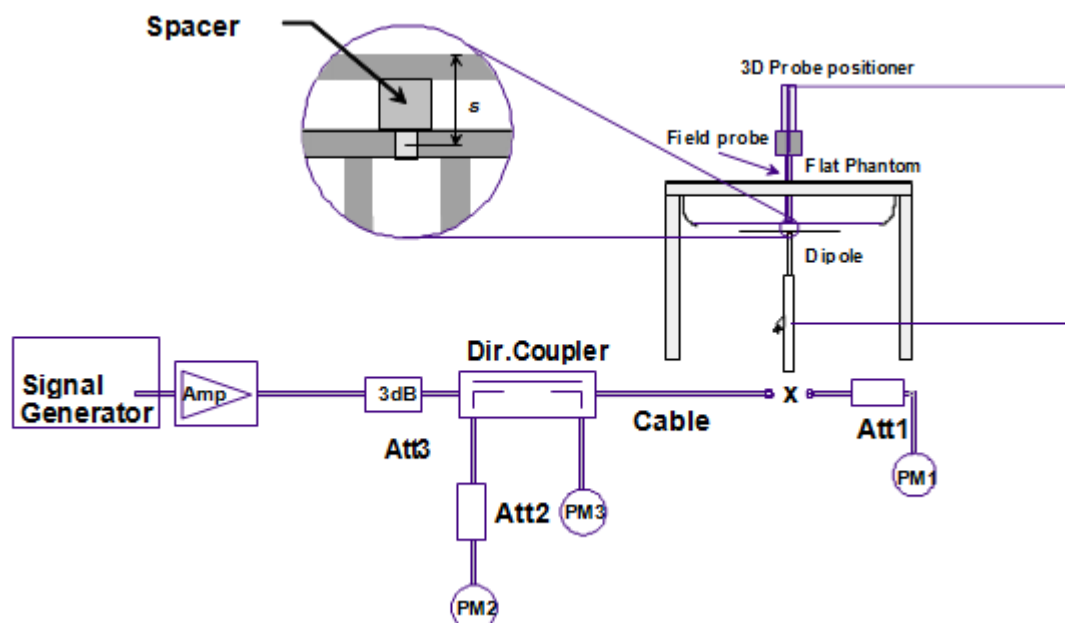 Spacer
s
3D Probe positioner
Field probe
Flat Phantom
Dipole
Dir.Coupler
Signal
Generator
Amp
3dB
Att3
Cable
x
Att1
PM1
Att2
PM3
PM2